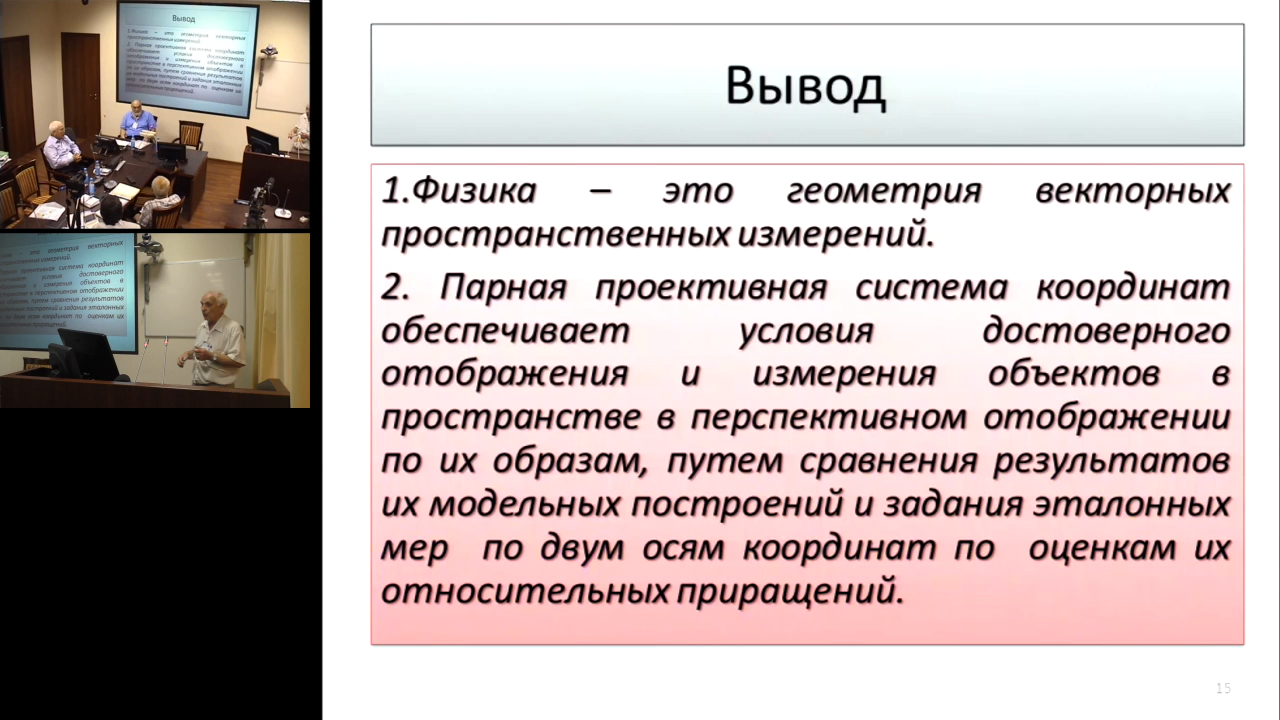 Вывод
1.Физика – это геометрия векторных
пространственных измерений.
2. Парная проективная система координат
обеспечивает условия достоверного
отображения и измерения объектов в
пространстве в перспективном отображении
по их образам, путем сравнения результатов
их модельных построений и задания эталонных
мер по двум осям координат по оценкам их
относительных приращений.
15